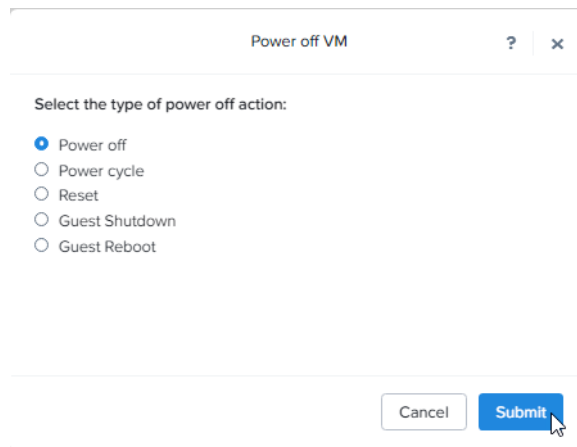 Power off VM ? ×
Select the type of power off action:
Power off
Power cycle
Reset
Guest Shutdown
Guest Reboot
Cancel Submit